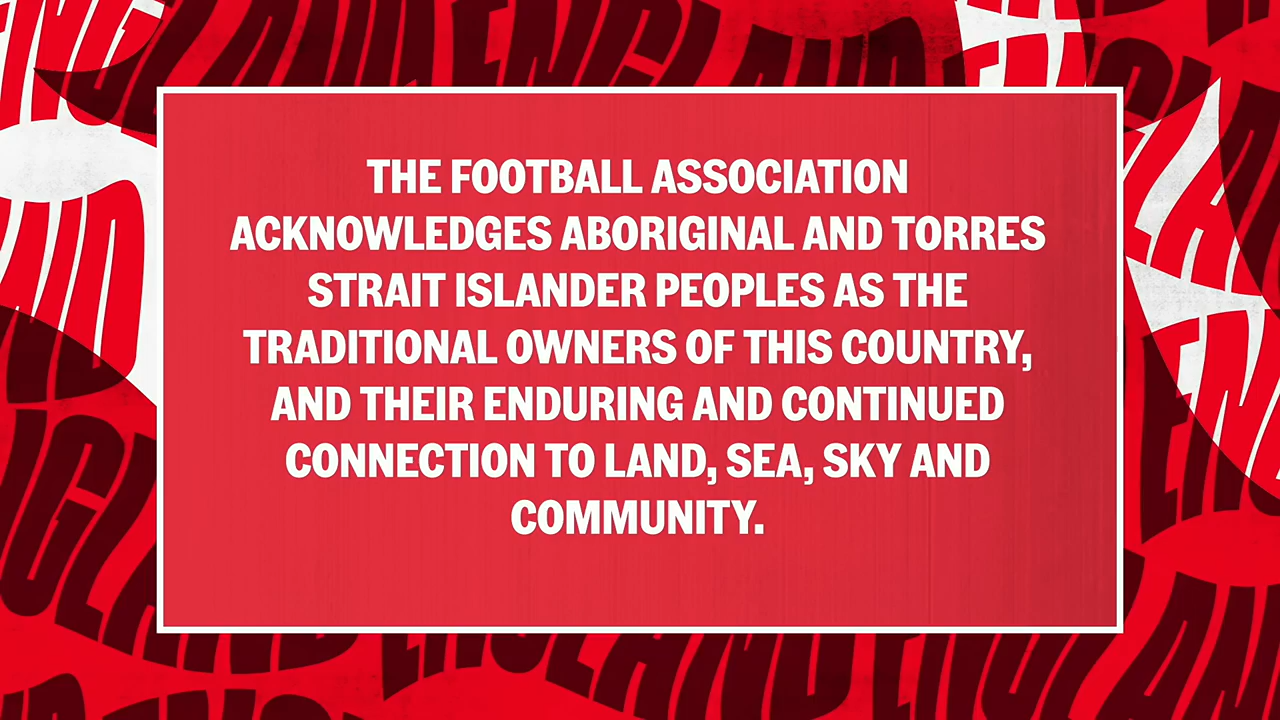 THE FOOTBALL ASSOCIATION
ACKNOWLEDGES ABORIGINAL AND TORRES
STRAIT ISLANDER PEOPLES AS THE
TRADITIONAL OWNERS OF THIS COUNTRY,
AND THEIR ENDURING AND CONTINUED
CONNECTION TO LAND, SEA, SKY AND
COMMUNITY.